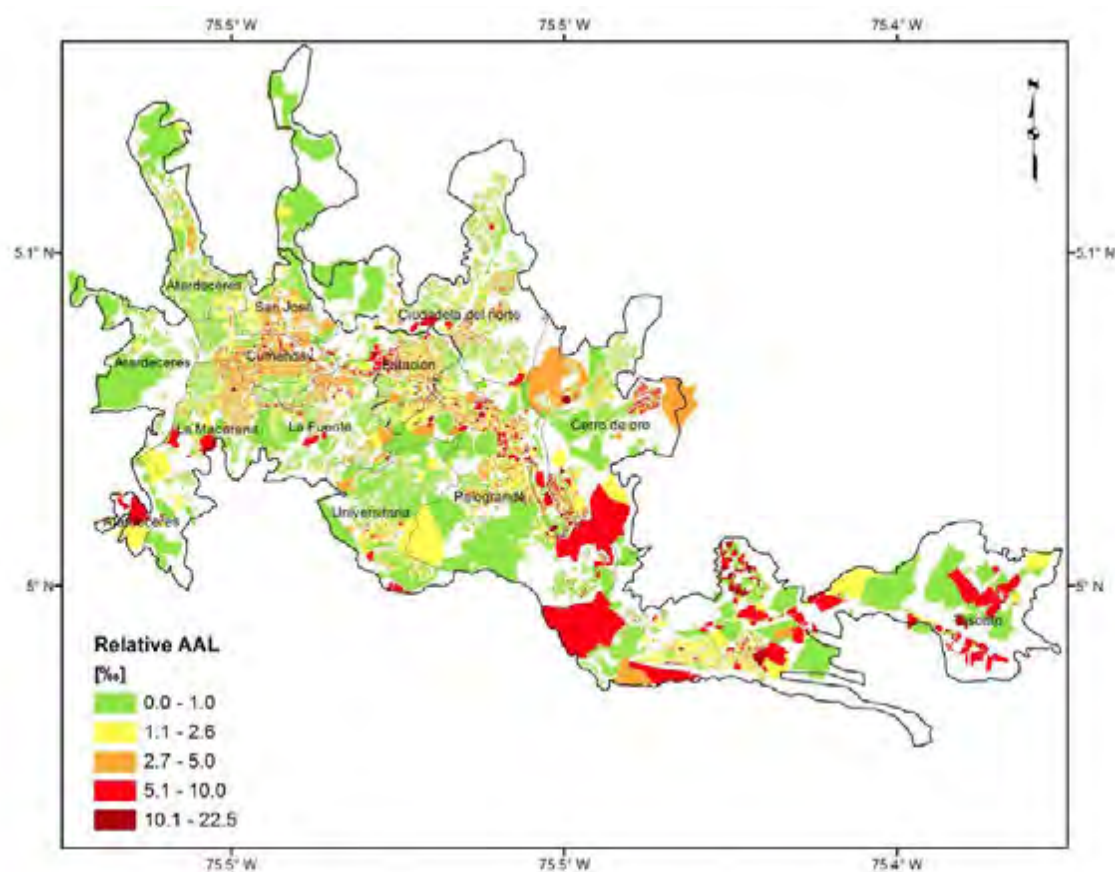 75.5° W 75.5° W 75.4° W
N
5.1° N 5.1° N
Atardeceres
San José
Ciudadela del norte
Cumanday
Atardeceres
Estación
Cerro de oro
La Macarena
La Fuente
Palogrande
Universitaria
Atardeceres
5° N 5° N
Tesorito
Relative AAL
[‰]
0.0 - 1.0
1.1 - 2.6
2.7 - 5.0
5.1 - 10.0
10.1 - 22.5
75.5° W 75.5° W 75.4° W